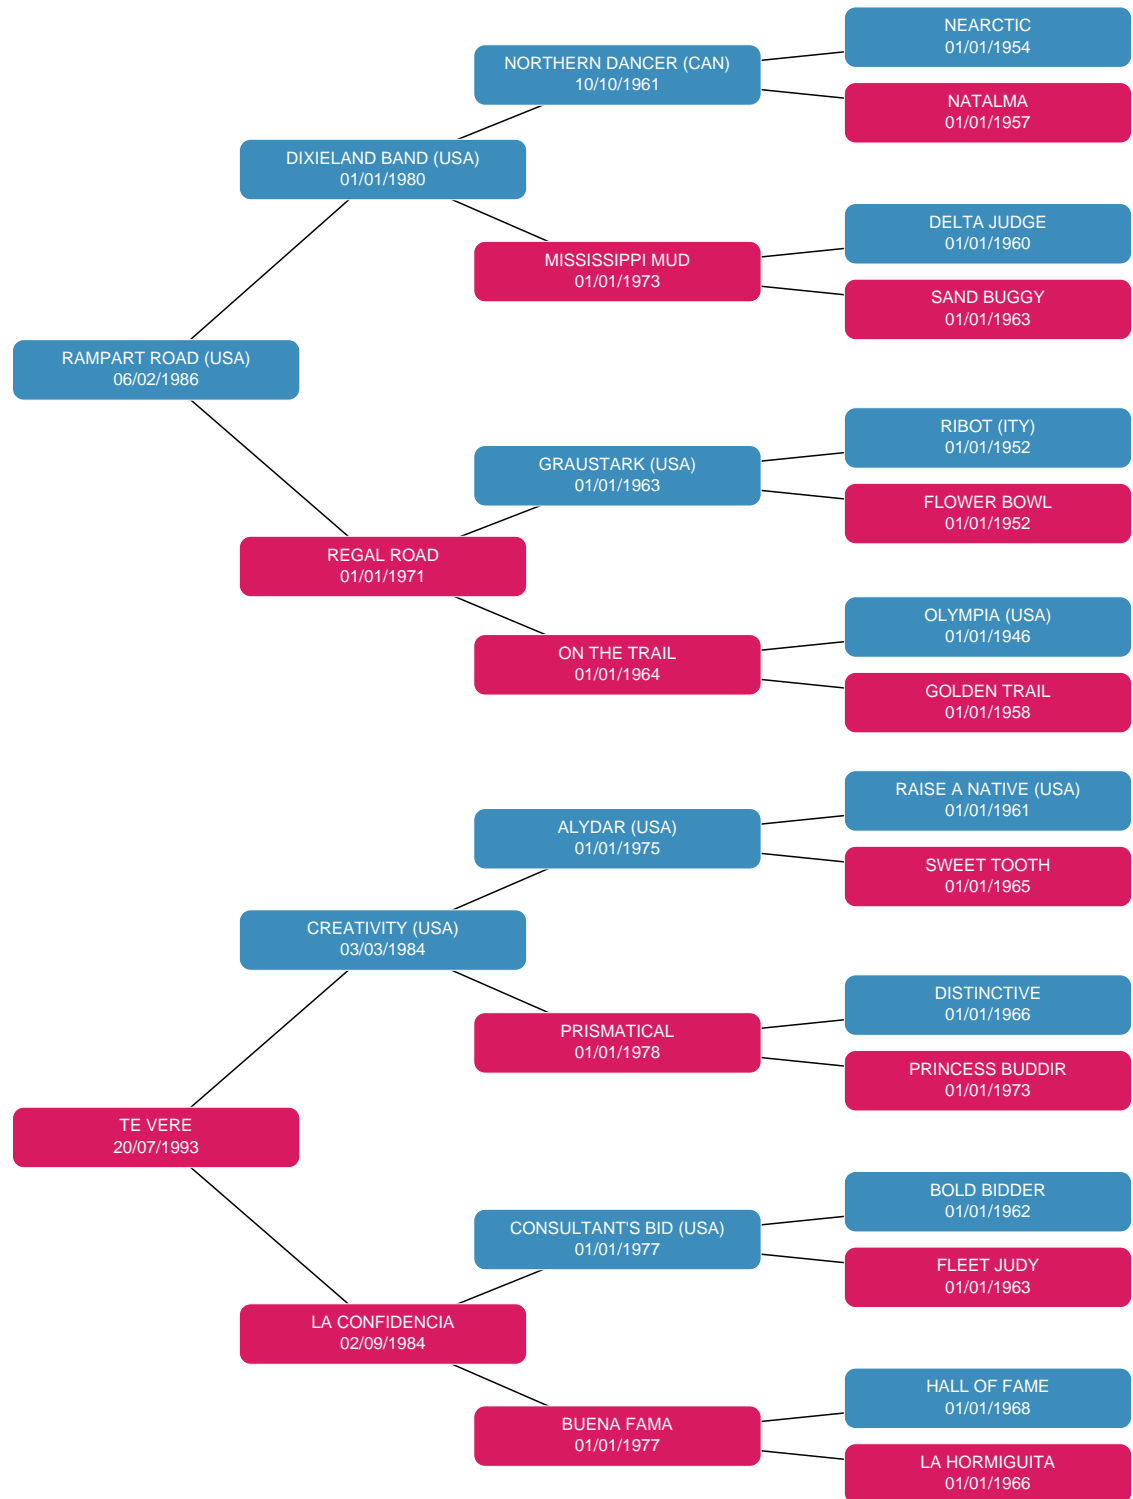 NEARCTIC
01/01/1954
NORTHERN DANCER (CAN)
10/10/1961
NATALMA
01/01/1957
DIXIELAND BAND (USA)
01/01/1980
DELTA JUDGE
01/01/1960
MISSISSIPPI MUD
01/01/1973
SAND BUGGY
01/01/1963
RAMPART ROAD (USA)
06/02/1986
RIBOT (ITY)
01/01/1952
GRAUSTARK (USA)
01/01/1963
FLOWER BOWL
01/01/1952
REGAL ROAD
01/01/1971
OLYMPIA (USA)
01/01/1946
ON THE TRAIL
01/01/1964
GOLDEN TRAIL
01/01/1958
RAISE A NATIVE (USA)
01/01/1961
ALYDAR (USA)
01/01/1975
SWEET TOOTH
01/01/1965
CREATIVITY (USA)
03/03/1984
DISTINCTIVE
01/01/1966
PRISMATICAL
01/01/1978
PRINCESS BUDDIR
01/01/1973
TE VERE
20/07/1993
BOLD BIDDER
01/01/1962
CONSULTANT'S BID (USA)
01/01/1977
FLEET JUDY
01/01/1963
LA CONFIDENCIA
02/09/1984
HALL OF FAME
01/01/1968
BUENA FAMA
01/01/1977
LA HORMIGUITA
01/01/1966